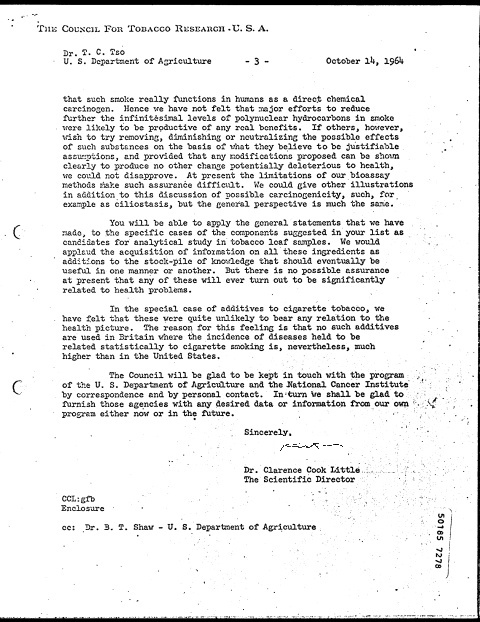 THE COUNCIL FOR TOBACCO RESEARCH - U. S. A.
Dr. T. C. Tso
U. S. Department of Agriculture - 3 - October 14, 1964
that such smoke really functions in humans as a direct chemical
carcinogen. Hence we have not felt that major efforts to reduce
further the infinitesimal levels of polynuclear hydrocarbons in smoke
were likely to be productive of any real benefits. If others, however,
wish to try removing, diminishing or neutralizing the possible effects
of such substances on the basis of what they believe to be justifiable
assumptions, and provided that any modifications proposed can be shown
clearly to produce no other change potentially deleterious to health,
we could not disapprove. At present the limitations of our bioassay
methods make such assurance difficult. We could give other illustrations
in addition to this discussion of possible carcinogenicity, such, for
example as ciliostasis, but the general perspective is much the same.
You will be able to apply the general statements that we have
made, to the specific cases of the components suggested in your list as
candidates for analytical study in tobacco leaf samples. We would
applaud the acquisition of information on all these ingredients as
additions to the stock-pile of knowledge that should eventually be
useful in one manner or another. But there is no possible assurance
at present that any of these will ever turn out to be significantly
related to health problems.
In the special case of additives to cigarette tobacco, we
have felt that these were quite unlikely to bear any relation to the
health picture. The reason for this feeling is that no such additives
are used in Britain where the incidence of diseases held to be
related statistically to cigarette smoking is, nevertheless, much
higher than in the United States.
The Council will be glad to be kept in touch with the program
of the U. S. Department of Agriculture and the National Cancer Institute
by correspondence and by personal contact. In turn we shall be glad to
furnish those agencies with any desired data or information from our own
program either now or in the future.
Sincerely,
Dr. Clarence Cook Little
The Scientific Director
CCL:gfb
Enclosure
cc: Dr. B. T. Shaw - U. S. Department of Agriculture
50185 7278